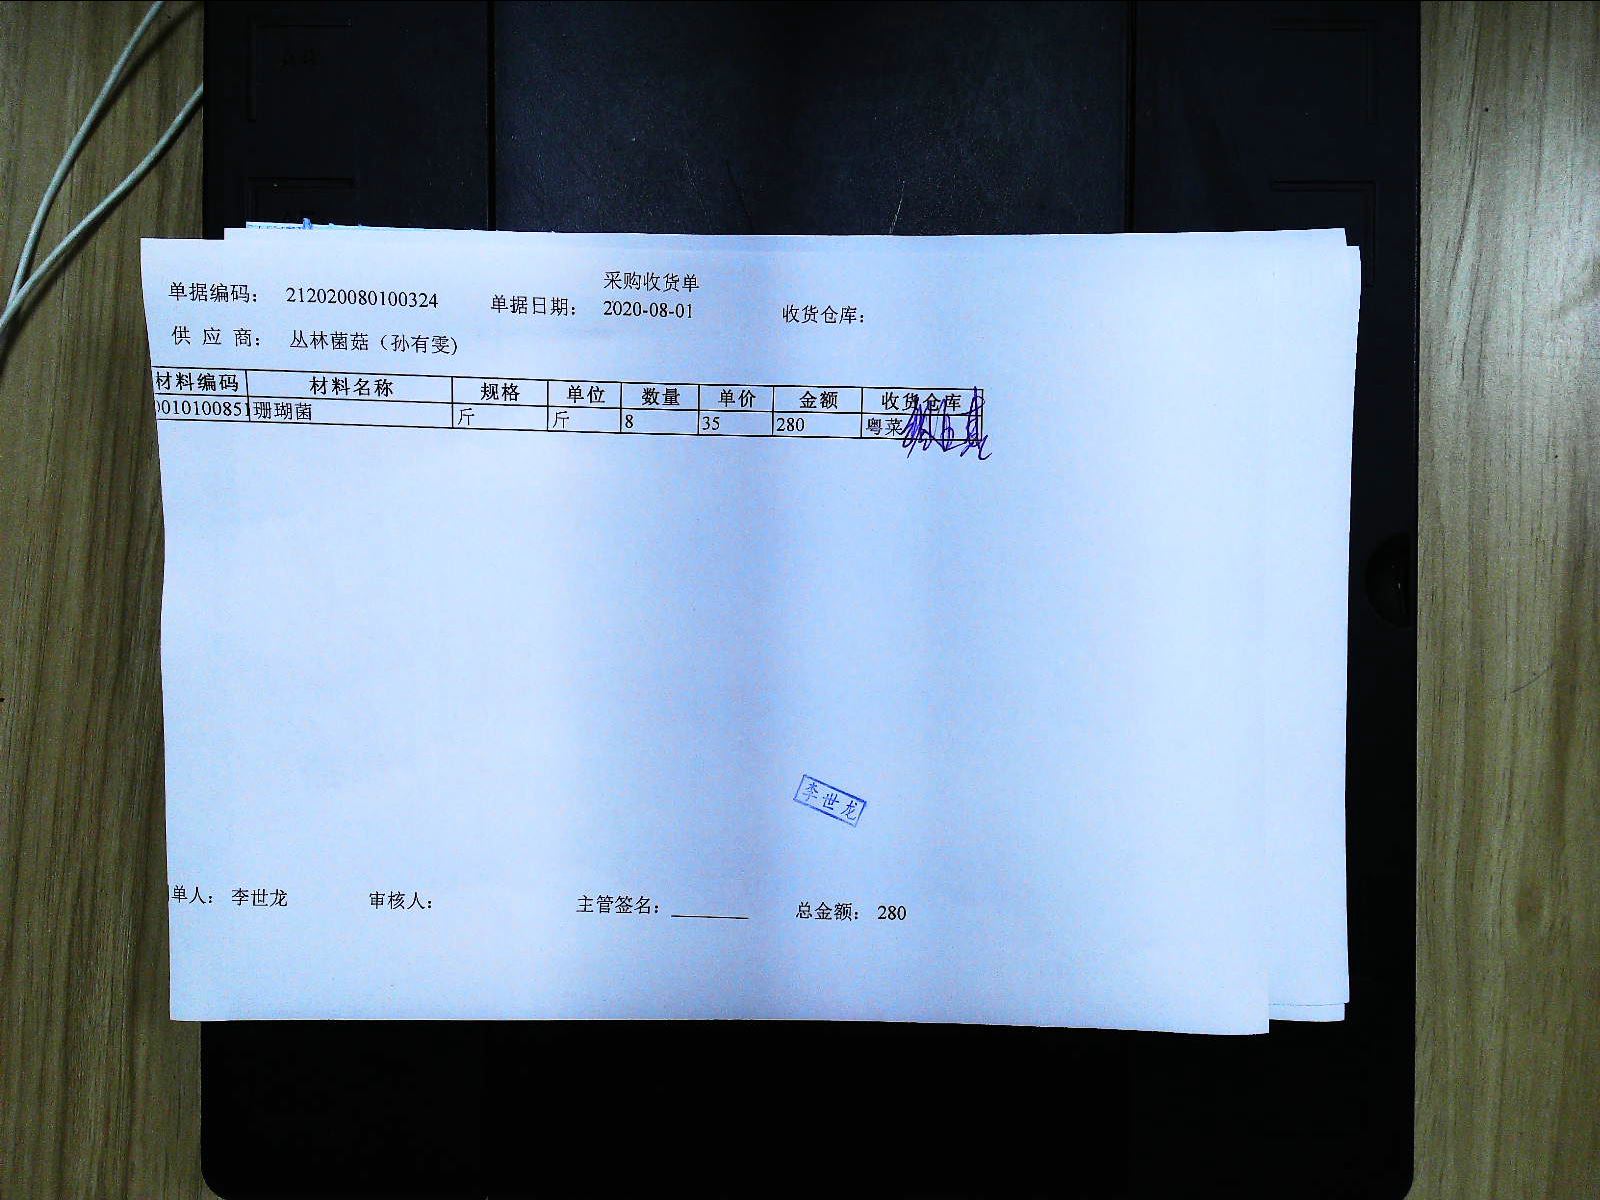 采购收货单
单据编码： 212020080100324 单据日期： 2020-08-01 收货仓库：
供 应 商： 丛林菌菇（孙有雯)
材料编码 材料名称 规格 单位 数量 单价 金额 收货仓库
0010100851 珊瑚菌 斤 斤 8 35 280 粤菜
李世龙
单人： 李世龙 审核人： 主管签名：________ 总金额： 280